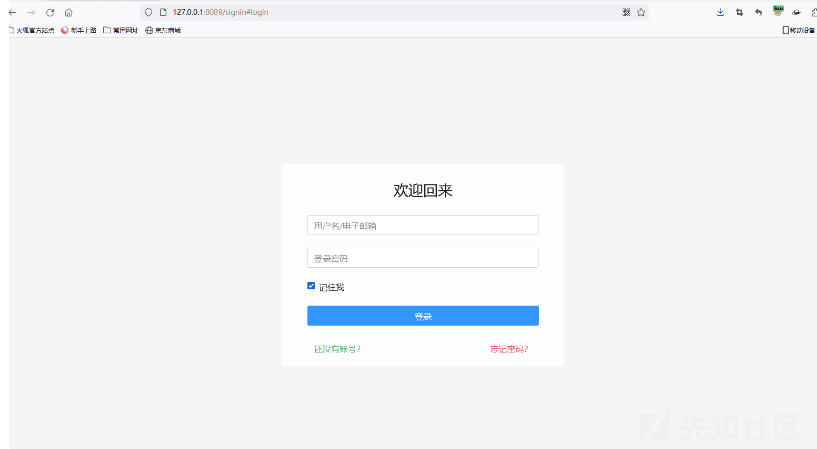 127.0.0.1:8089/signin#login
火狐官方站点 新手上路 常用网址 京东商城 移动设备
欢迎回来
用户名/电子邮箱
登录密码
记住我
登录
还没有账号? 忘记密码?
先知社区